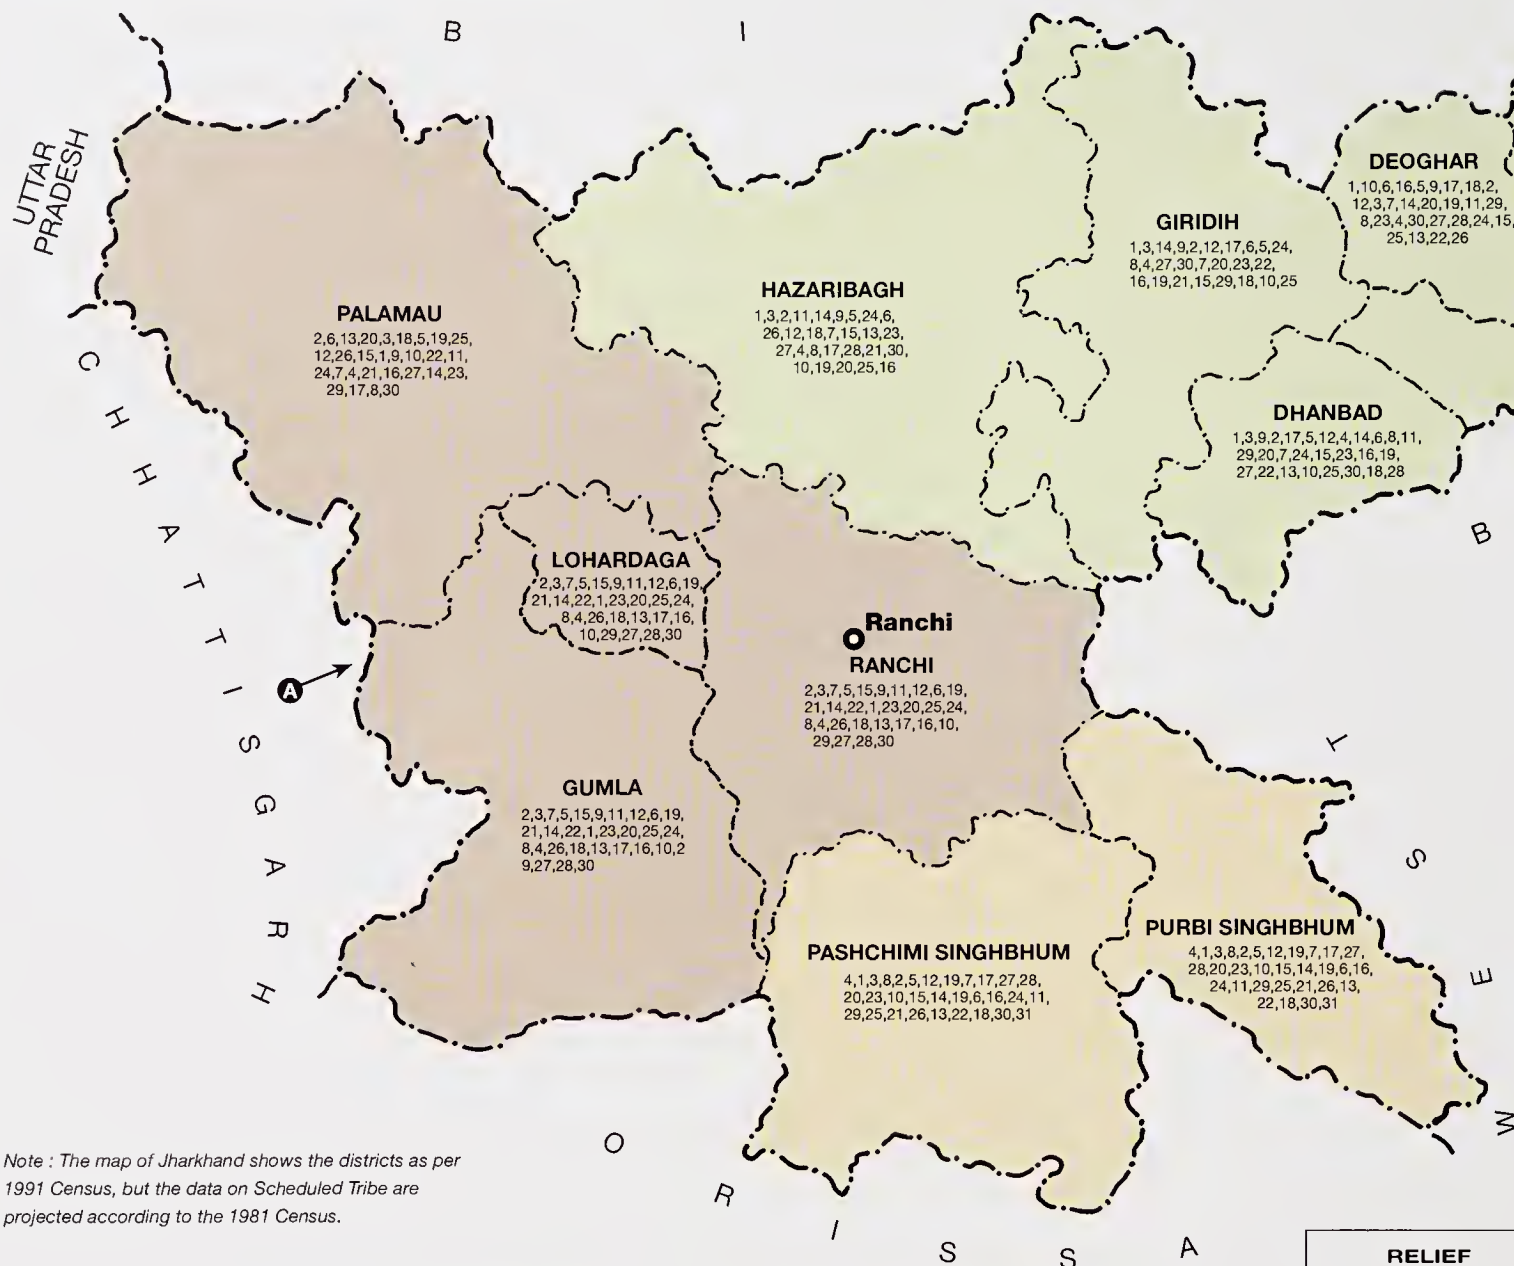 B I
UTTAR
PRADESH
CHHATTISGARH
PALAMAU
2,6,13,20,3,18,5,19,25,
12,26,15,1,9,10,22,11,
24,7,4,21,16,27,14,23,
29,17,8,30
HAZARIBAGH
1,3,2,11,14,9,5,24,6,
26,12,18,7,15,13,23,
27,4,8,17,28,21,30,
10,19,20,25,16
GIRIDIH
1,3,14,9,2,12,17,6,5,24,
8,4,27,30,7,20,23,22,
16,19,21,15,29,18,10,25
DEOGHAR
1,10,6,16,5,9,17,18,2,
12,3,7,14,20,19,11,29,
8,23,4,30,27,28,24,15,
25,13,22,26
DHANBAD
1,3,9,2,17,5,12,4,14,6,8,11,
29,20,7,24,15,23,16,19,
27,22,13,10,25,30,18,28
LOHARDAGA
2,3,7,5,15,9,11,12,6,19,
21,14,22,1,23,20,25,24,
8,4,26,18,13,17,16,
10,29,27,28,30
Ranchi
RANCHI
2,3,7,5,15,9,11,12,6,19,
21,14,22,1,23,20,25,24,
8,4,26,18,13,17,16,10,
29,27,28,30
A
GUMLA
2,3,7,5,15,9,11,12,6,19,
21,14,22,1,23,20,25,24,
8,4,26,18,13,17,16,10,2
9,27,28,30
PASHCHIMI SINGHBHUM
4,1,3,8,2,5,12,19,7,17,27,28,
20,23,10,15,14,19,6,16,24,11,
29,25,21,26,13,22,18,30,31
PURBI SINGHBHUM
4,1,3,8,2,5,12,19,7,17,27,
28,20,23,10,15,14,19,6,16,
24,11,29,25,21,26,13,
22,18,30,31
B
T S E W
O R I S S A
Note : The map of Jharkhand shows the districts as per
1991 Census, but the data on Scheduled Tribe are
projected according to the 1981 Census.
RELIEF